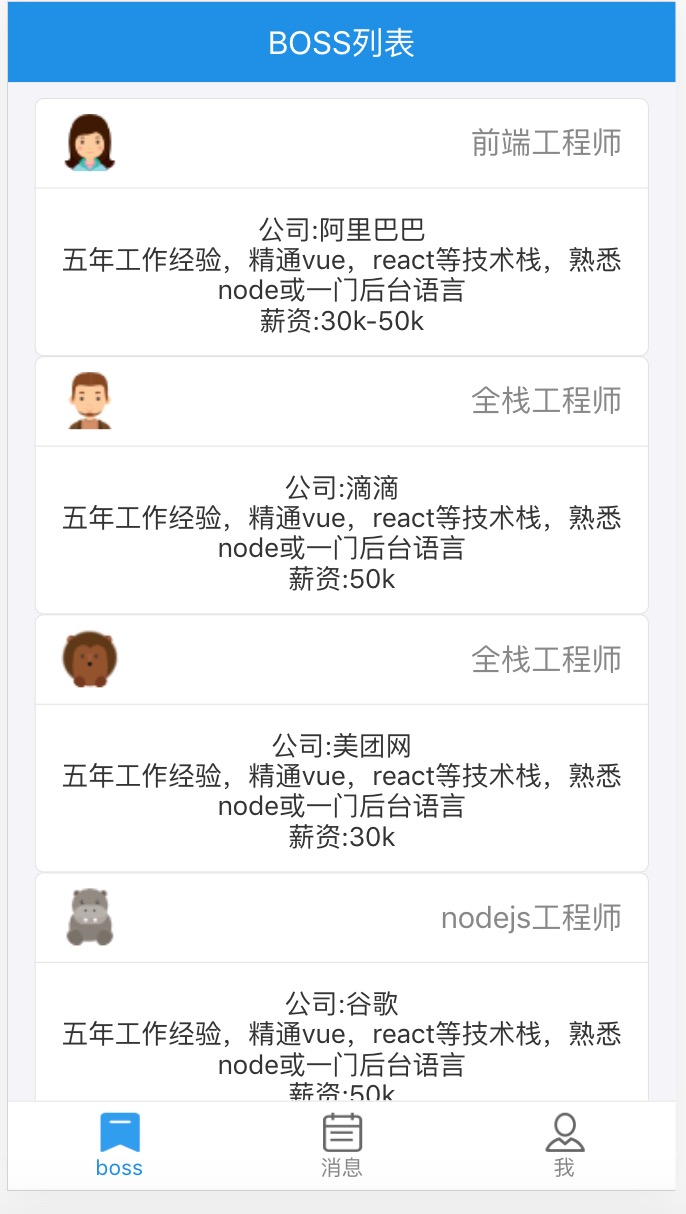 BOSS列表
前端工程师
公司:阿里巴巴
五年工作经验，精通vue，react等技术栈，熟悉
node或一门后台语言
薪资:30k-50k
全栈工程师
公司:滴滴
五年工作经验，精通vue，react等技术栈，熟悉
node或一门后台语言
薪资:50k
全栈工程师
公司:美团网
五年工作经验，精通vue，react等技术栈，熟悉
node或一门后台语言
薪资:30k
nodejs工程师
公司:谷歌
五年工作经验，精通vue，react等技术栈，熟悉
node或一门后台语言
薪资:50k
boss
消息
我